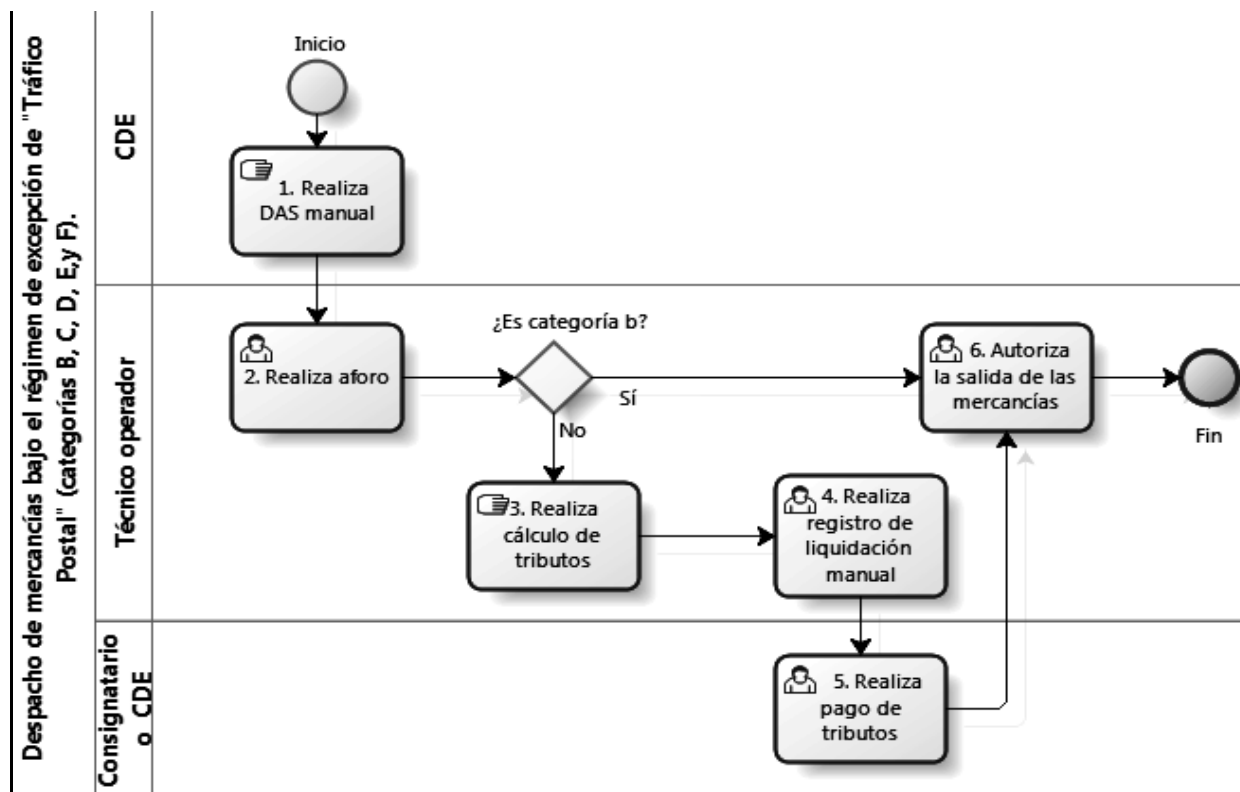 Despacho de mercancías bajo el régimen de excepción de "Tráfico
Postal" (categorías B, C, D, E,y F).
CDE
Inicio
1. Realiza
DAS manual
Técnico operador
2. Realiza aforo
¿Es categoría b?
Sí
No
3. Realiza
cálculo de
tributos
4. Realiza
registro de
liquidación
manual
6. Autoriza
la salida de las
mercancías
Fin
Consignatario
o CDE
5. Realiza
pago de
tributos